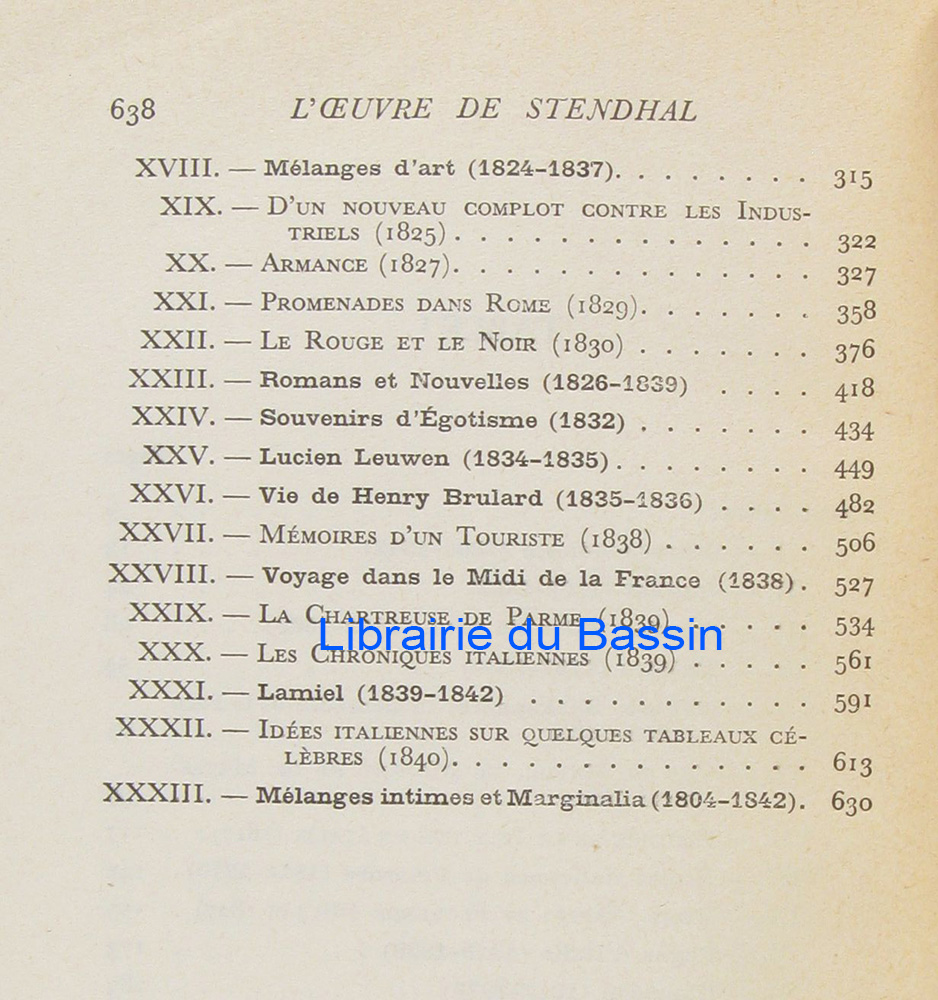 638 L'ŒUVRE DE STENDHAL
XVIII. — Mélanges d'art (1824-1837). . . . . . . . 315
XIX. — D'UN NOUVEAU COMPLOT CONTRE LES INDUS-
TRIELS (1825) . . . . . . . . . . . . . . 322
XX. — ARMANCE (1827). . . . . . . . . . . . . . 327
XXI. — PROMENADES DANS ROME (1829). . . . . . . 358
XXII. — LE ROUGE ET LE NOIR (1830) . . . . . . . 376
XXIII. — Romans et Nouvelles (1826-1839) . . . . 418
XXIV. — Souvenirs d'Égotisme (1832) . . . . . . . 434
XXV. — Lucien Leuwen (1834-1835) . . . . . . . . 449
XXVI. — Vie de Henry Brulard (1835-1836) . . . . 482
XXVII. — MÉMOIRES D'UN TOURISTE (1838) . . . . . . 506
XXVIII. — Voyage dans le Midi de la France (1838) . 527
XXIX. — LA CHARTREUSE DE PARME (1839) . . . . . 534
Librairie du Bassin
XXX. — LES CHRONIQUES ITALIENNES (1839) . . . . . 561
XXXI. — Lamiel (1839-1842) . . . . . . . . . . . 591
XXXII. — IDÉES ITALIENNES SUR QUELQUES TABLEAUX CÉ-
LÈBRES (1840). . . . . . . . . . . . . . 613
XXXIII. — Mélanges intimes et Marginalia (1804-1842). 630